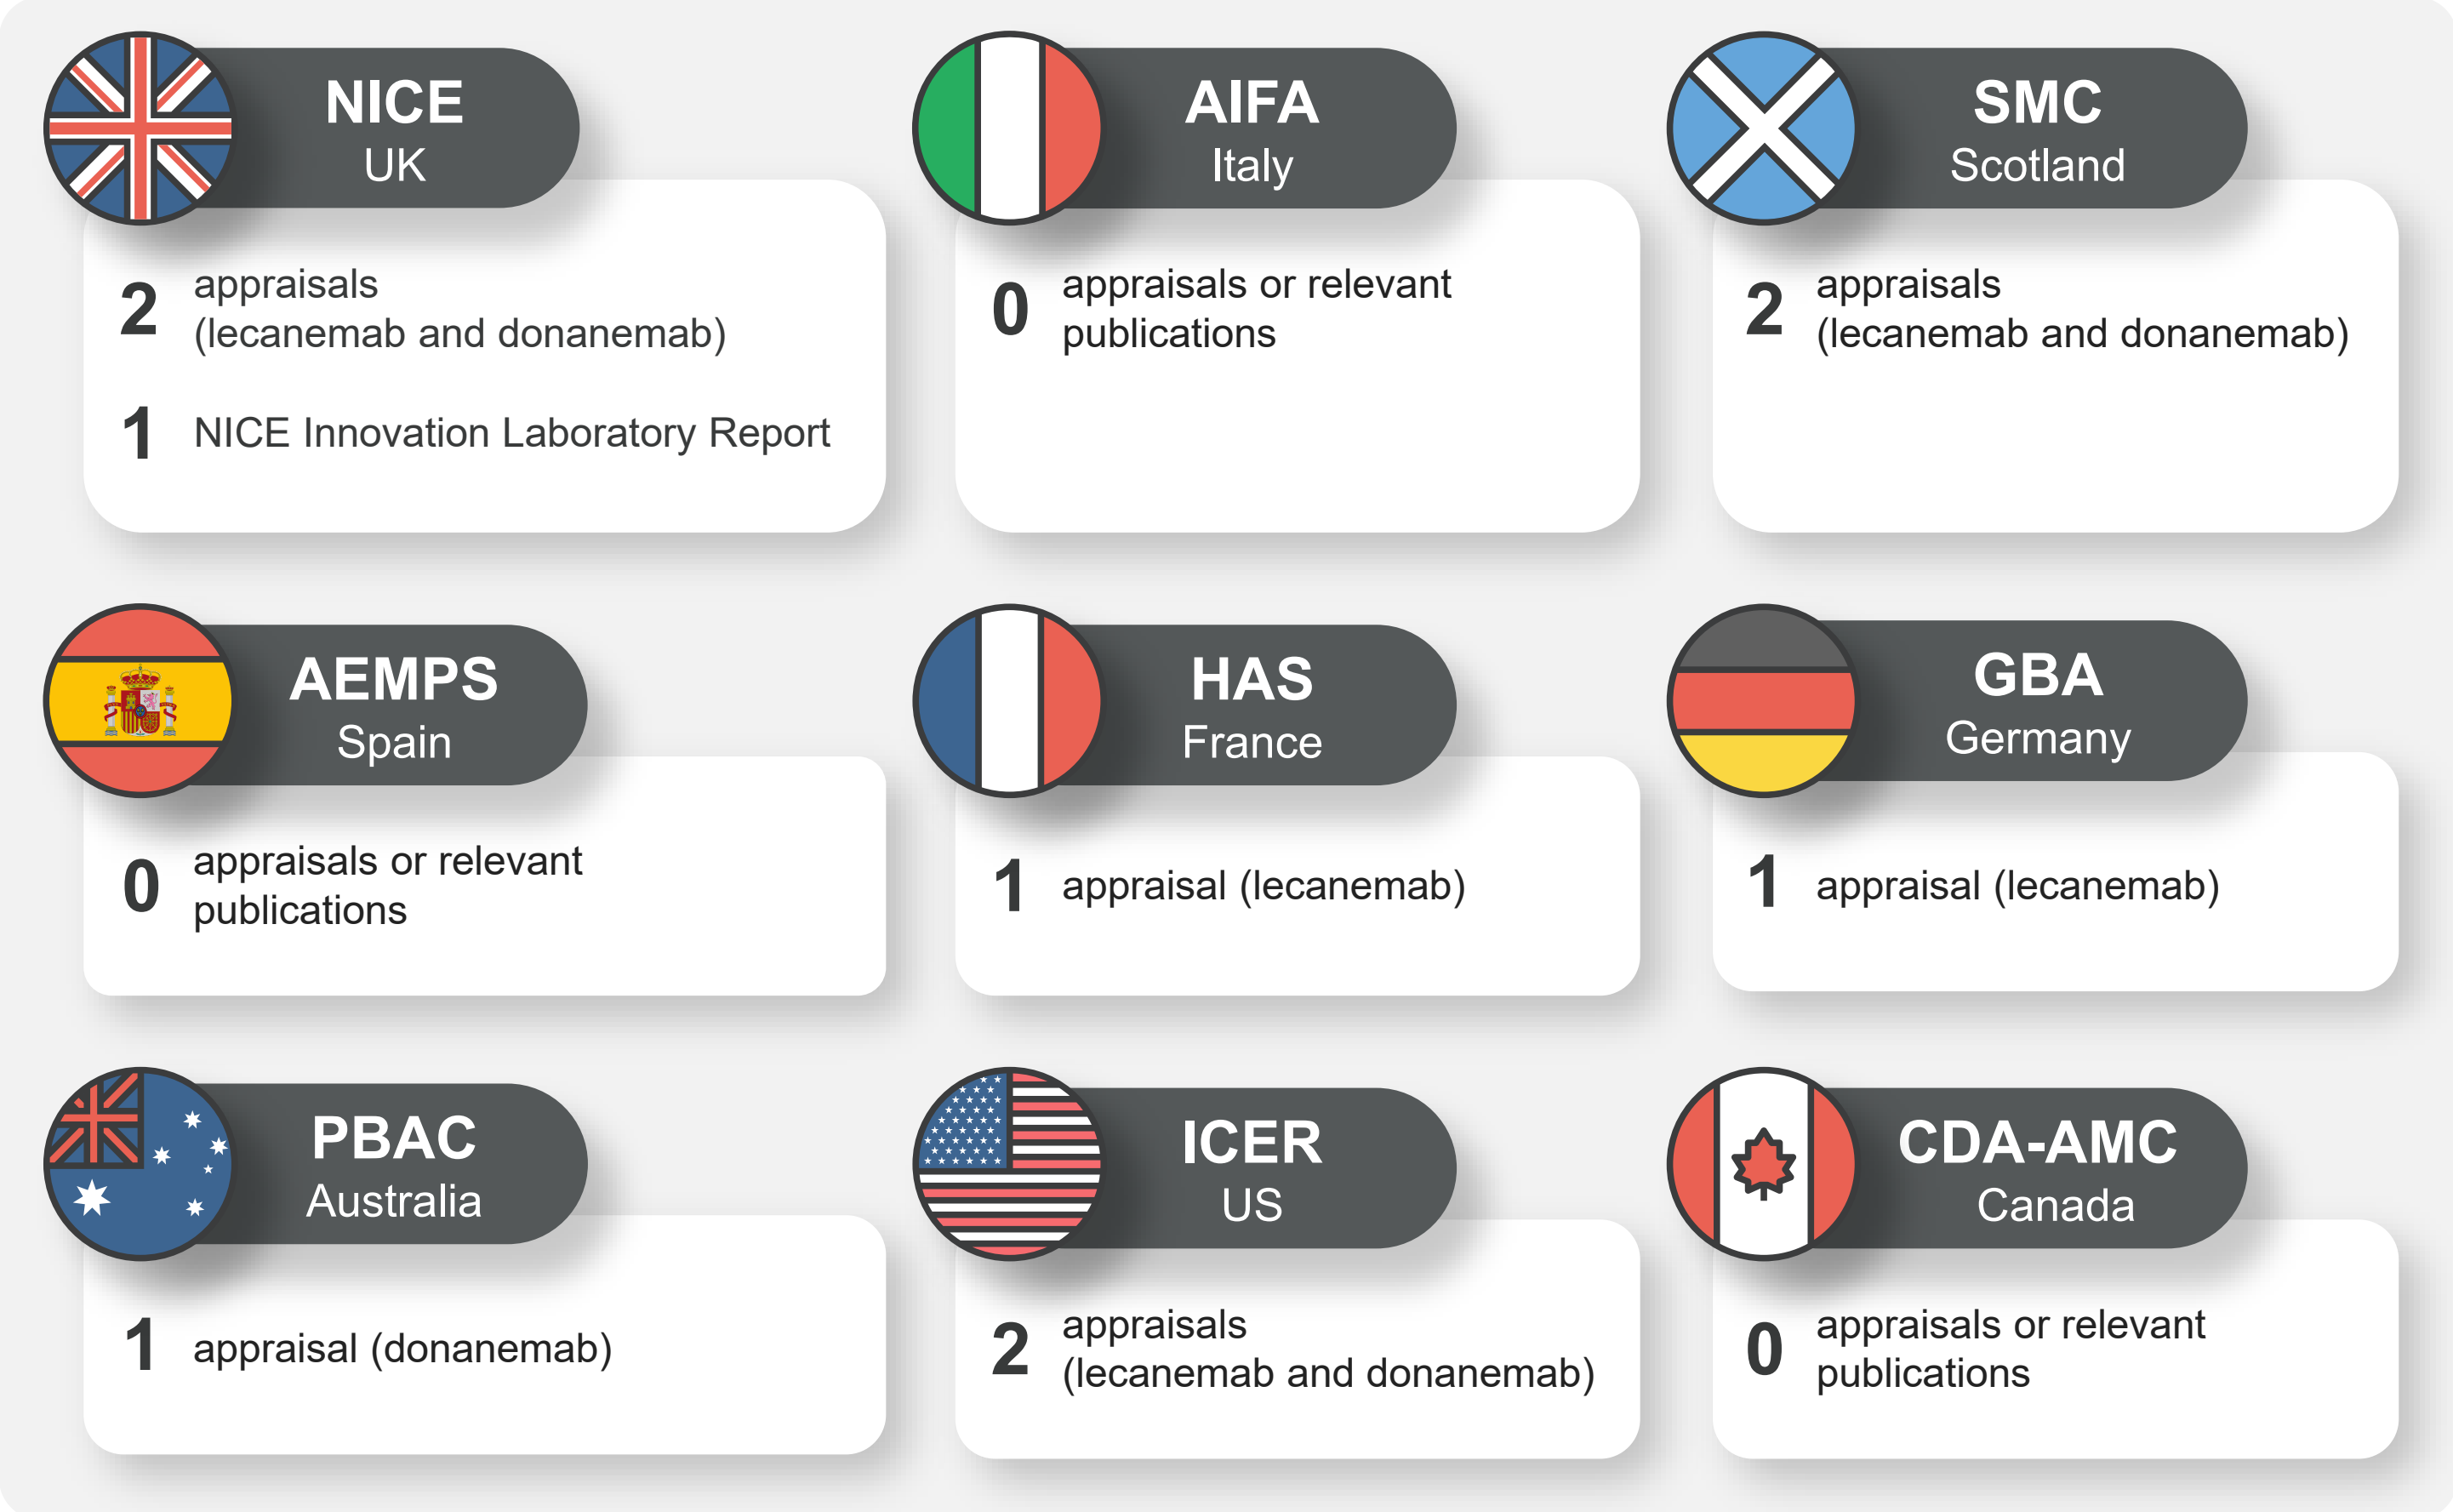 NICE
UK
2 appraisals
(lecanemab and donanemab)
1 NICE Innovation Laboratory Report
AIFA
Italy
0 appraisals or relevant
publications
SMC
Scotland
2 appraisals
(lecanemab and donanemab)
AEMPS
Spain
0 appraisals or relevant
publications
HAS
France
1 appraisal (lecanemab)
GBA
Germany
1 appraisal (lecanemab)
PBAC
Australia
1 appraisal (donanemab)
ICER
US
2 appraisals
(lecanemab and donanemab)
CDA-AMC
Canada
0 appraisals or relevant
publications